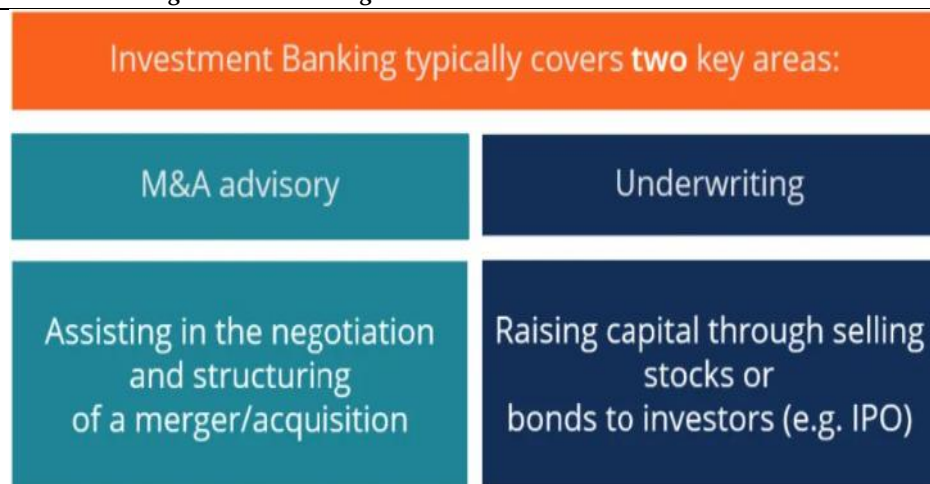 Investment Banking typically covers two key areas:
M&A advisory
Underwriting
Assisting in the negotiation
and structuring
of a merger/acquisition
Raising capital through selling
stocks or
bonds to investors (e.g. IPO)